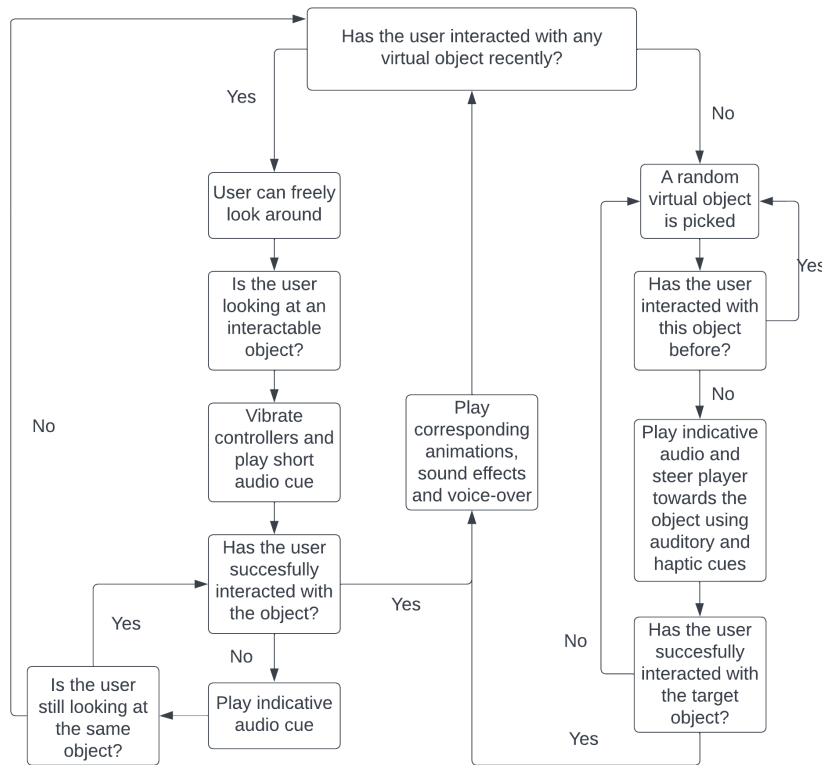 Has the user interacted with any
virtual object recently?
Yes
No
User can freely
look around
A random
virtual object
is picked
Yes
Is the user
looking at an
interactable
object?
Has the user
interacted with
this object
before?
No
Vibrate
controllers and
play short
audio cue
Play
corresponding
animations,
sound effects
and voice-over
No
Play indicative
audio and
steer player
towards the
object using
auditory and
haptic cues
Has the user
succesfully
interacted with
the object?
Yes
Yes
No
No
Has the user
succesfully
interacted with
the target
object?
Is the user
still looking at
the same
object?
Play indicative
audio cue
Yes